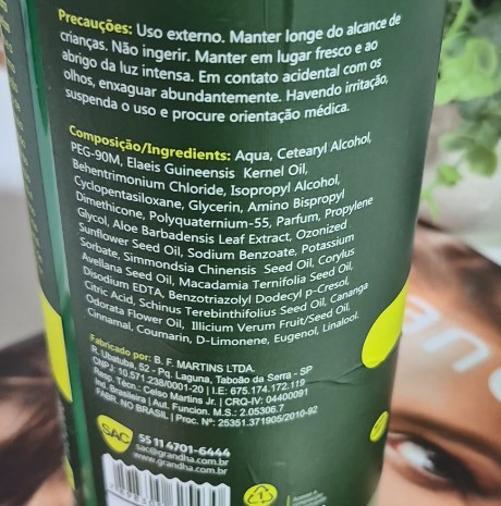 Precauções: Uso externo. Manter longe do alcance de
crianças. Não ingerir. Manter em lugar fresco e ao
abrigo da luz intensa. Em contato acidental com os
olhos, enxaguar abundantemente. Havendo irritação,
suspenda o uso e procure orientação médica.
Composição/Ingredients: Aqua, Cetearyl Alcohol,
PEG-90M, Elaeis Guineensis Kernel Oil,
Behentrimonium Chloride, Isopropyl Alcohol,
Cyclopentasiloxane, Glycerin, Amino Bispropyl
Dimethicone, Polyquaternium-55, Parfum, Propylene
Glycol, Aloe Barbadensis Leaf Extract, Ozonized
Sunflower Seed Oil, Sodium Benzoate, Potassium
Sorbate, Simmondsia Chinensis Seed Oil, Corylus
Avellana Seed Oil, Macadamia Ternifolia Seed Oil,
Disodium EDTA, Benzotriazolyl Dodecyl p-Cresol,
Citric Acid, Schinus Terebinthifolius Seed Oil, Cananga
Odorata Flower Oil, Illicium Verum Fruit/Seed Oil,
Cinnamal, Coumarin, D-Limonene, Eugenol, Linalool.
Fabricado por: B. F. MARTINS LTDA.
R. Ubatuba, 52 - Pq. Laguna, Taboão da Serra - SP
CNPJ: 10.571.238/0001-20 | I.E: 675.174.172.119
Resp. Técn.: Celso Martins Jr. | CRQ-IV: 04400091
Ind. Brasileira | Aut. Funcion. M.S.: 2.05306.7
FABR. NO BRASIL | Proc. Nº: 25351.371905/2010-92
SAC
55 11 4701-6444
sac@grandha.com.br
www.grandha.com.br